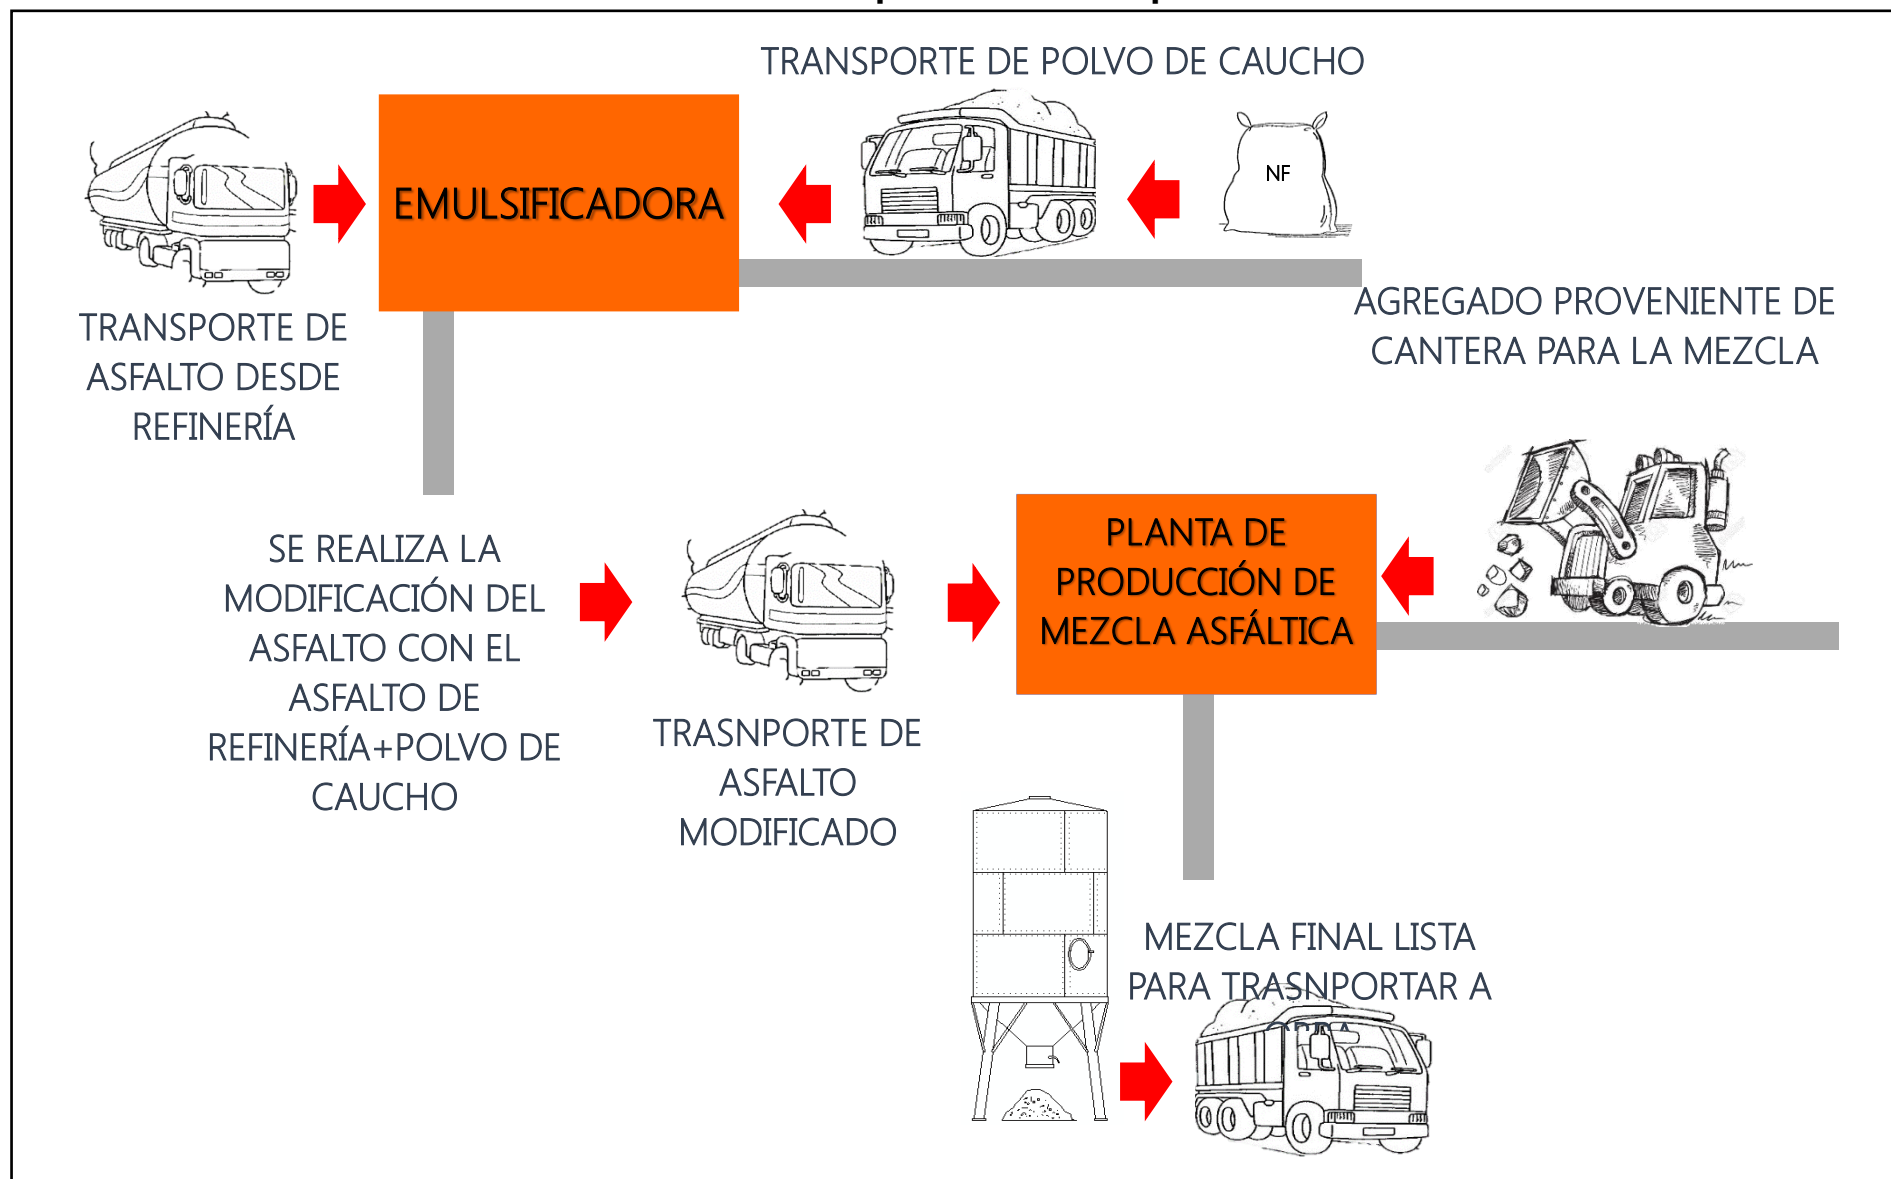 TRANSPORTE DE POLVO DE CAUCHO
EMULSIFICADORA
NF
TRANSPORTE DE
ASFALTO DESDE
REFINERÍA
AGREGADO PROVENIENTE DE
CANTERA PARA LA MEZCLA
SE REALIZA LA
MODIFICACIÓN DEL
ASFALTO CON EL
ASFALTO DE
REFINERÍA+POLVO DE
CAUCHO
TRASNPORTE DE
ASFALTO
MODIFICADO
PLANTA DE
PRODUCCIÓN DE
MEZCLA ASFÁLTICA
MEZCLA FINAL LISTA
PARA TRASNPORTAR A